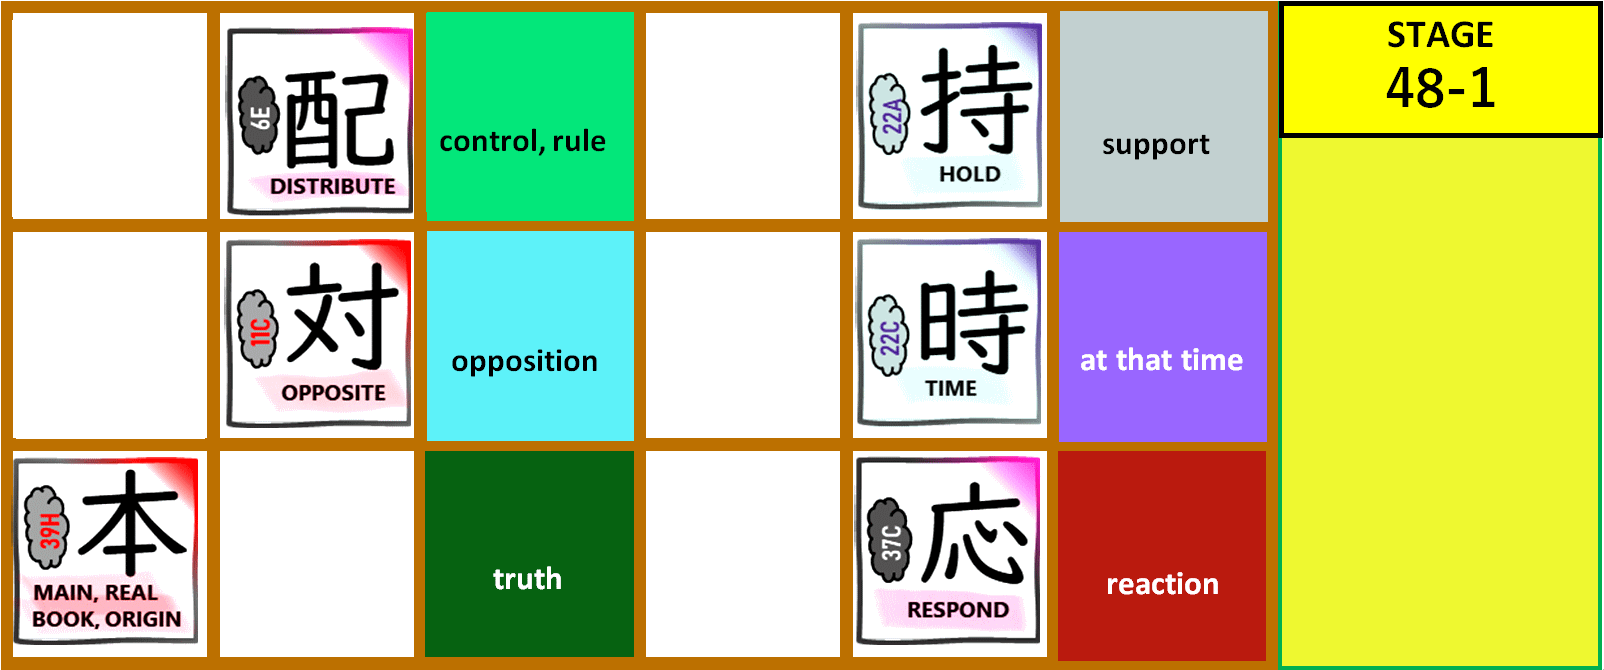 6E
配
DISTRIBUTE
control, rule
22A
持
HOLD
support
STAGE
48-1
11C
対
OPPOSITE
opposition
22C
時
TIME
at that time
39H
本
MAIN, REAL
BOOK, ORIGIN
truth
37C
応
RESPOND
reaction